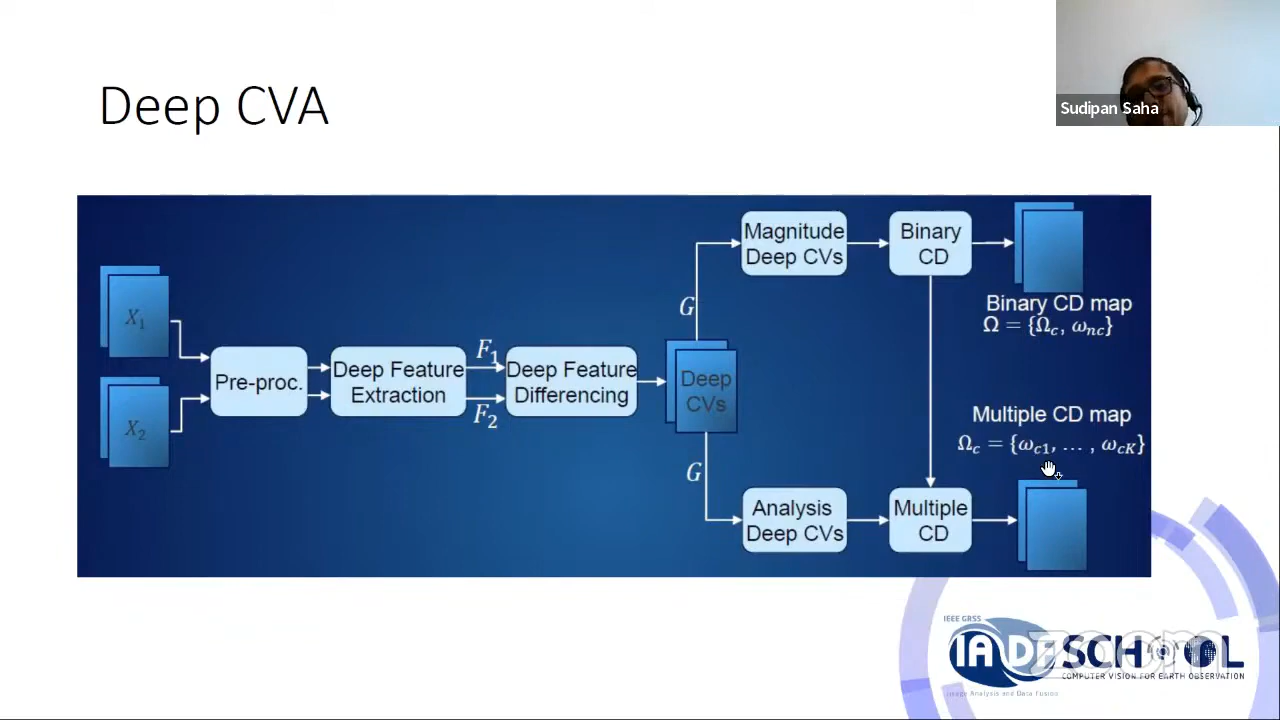 Deep CVA
Sudipan Saha
X₁
X₂
Pre-proc.
Deep Feature
Extraction
F₁
F₂
Deep Feature
Differencing
Deep
CVs
G
G
Magnitude
Deep CVs
Binary
CD
Binary CD map
Ω = {Ω_c, ω_nc}
Multiple CD map
Ω_c = {ω_c1, … , ω_cK}
Analysis
Deep CVs
Multiple
CD
IEEE GRSS
IADF SCHOOL
COMPUTER VISION FOR EARTH OBSERVATION
Image Analysis and Data Fusion
zoom